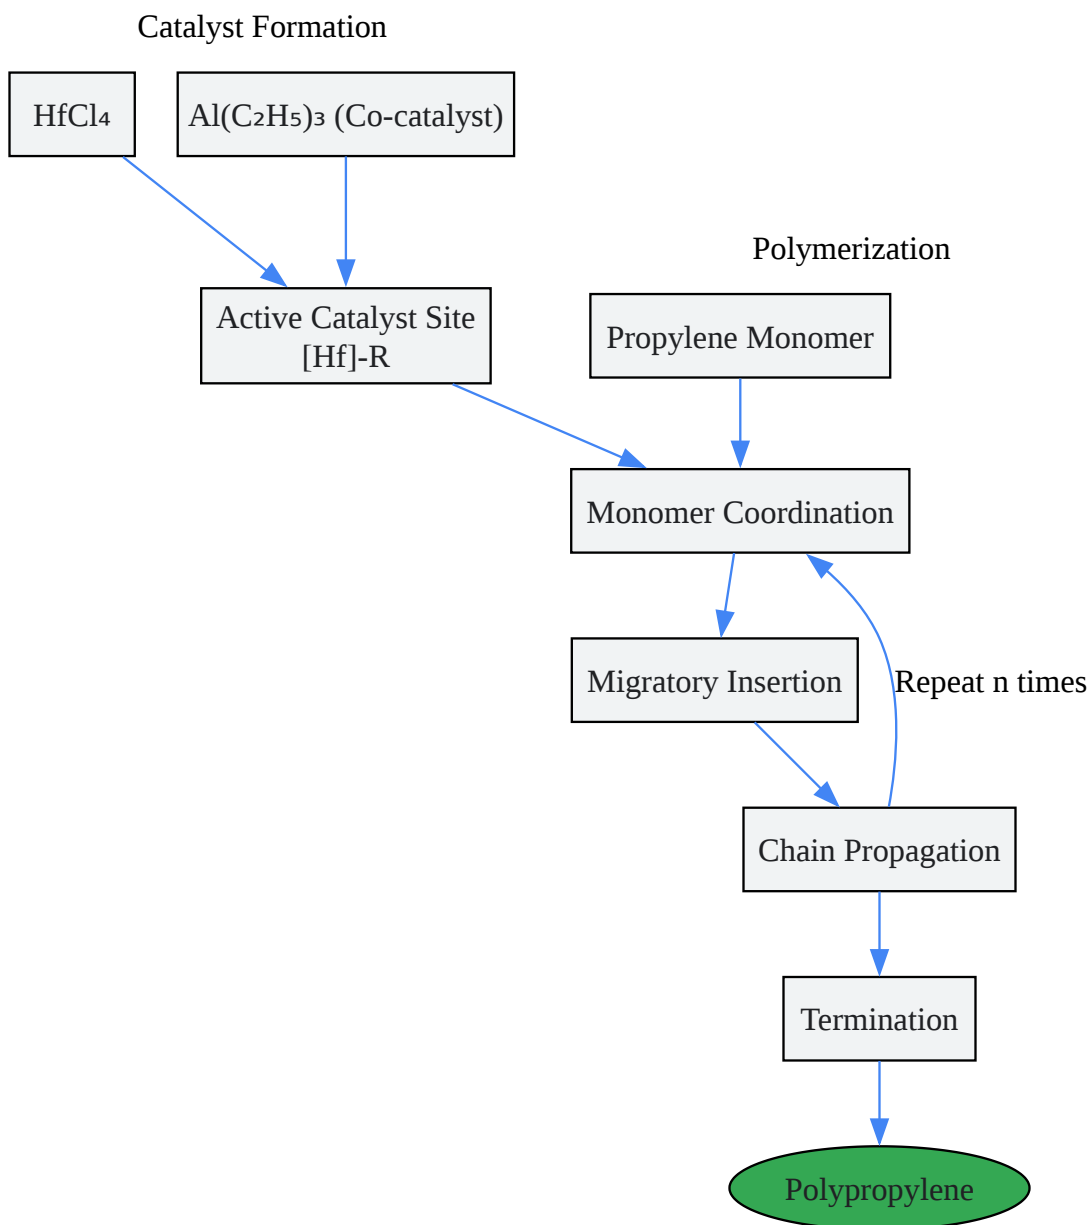 Catalyst Formation
HfCl₄
Al(C₂H₅)₃ (Co-catalyst)
Polymerization
Active Catalyst Site
[Hf]-R
Propylene Monomer
Monomer Coordination
Migratory Insertion
Repeat n times
Chain Propagation
Termination
Polypropylene